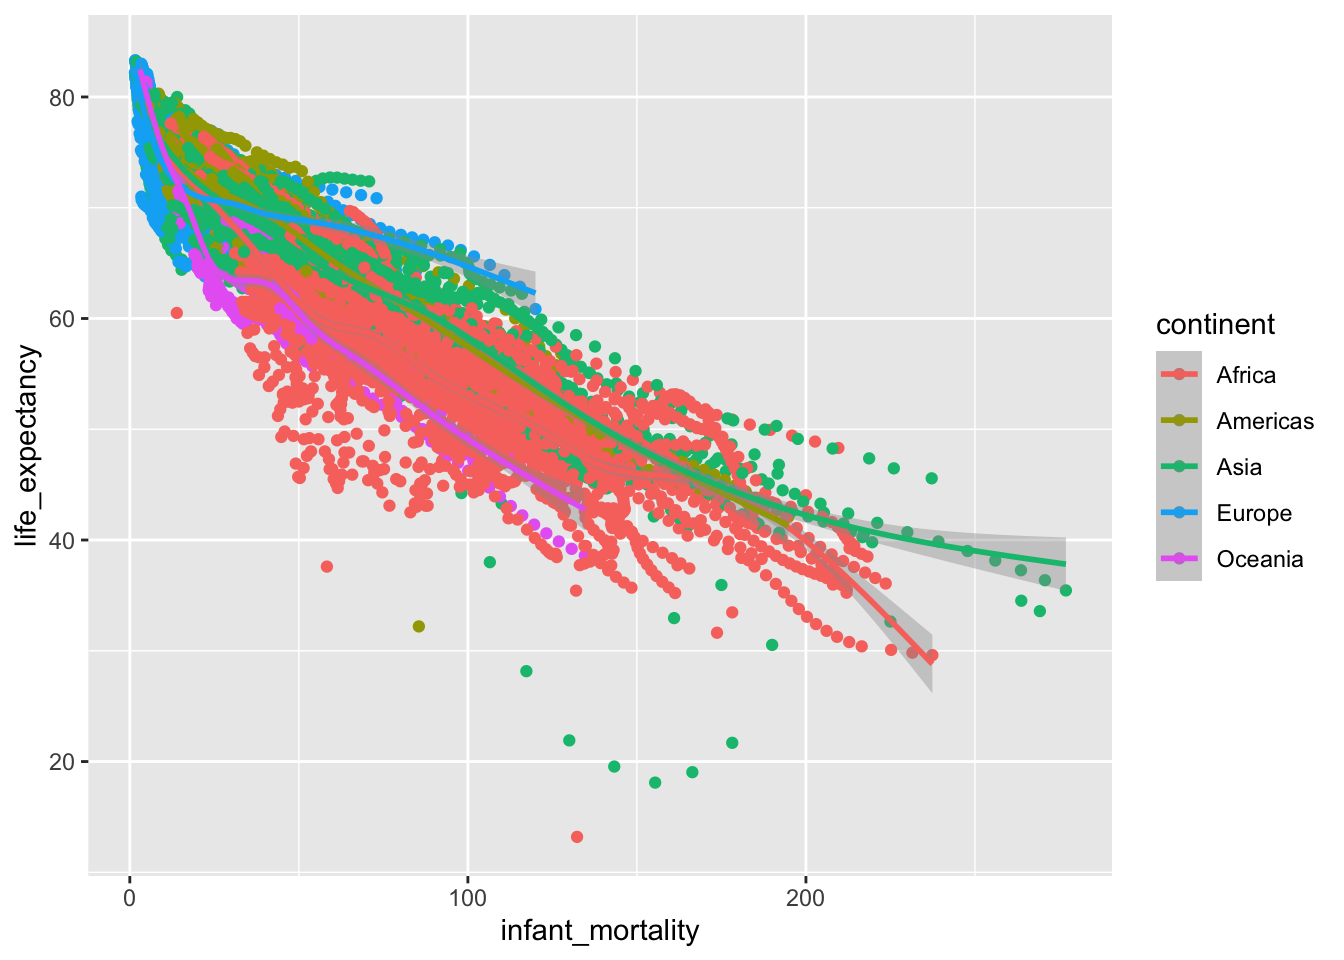 80
60
40
20
life_expectancy
0
100
200
infant_mortality
continent
Africa
Americas
Asia
Europe
Oceania